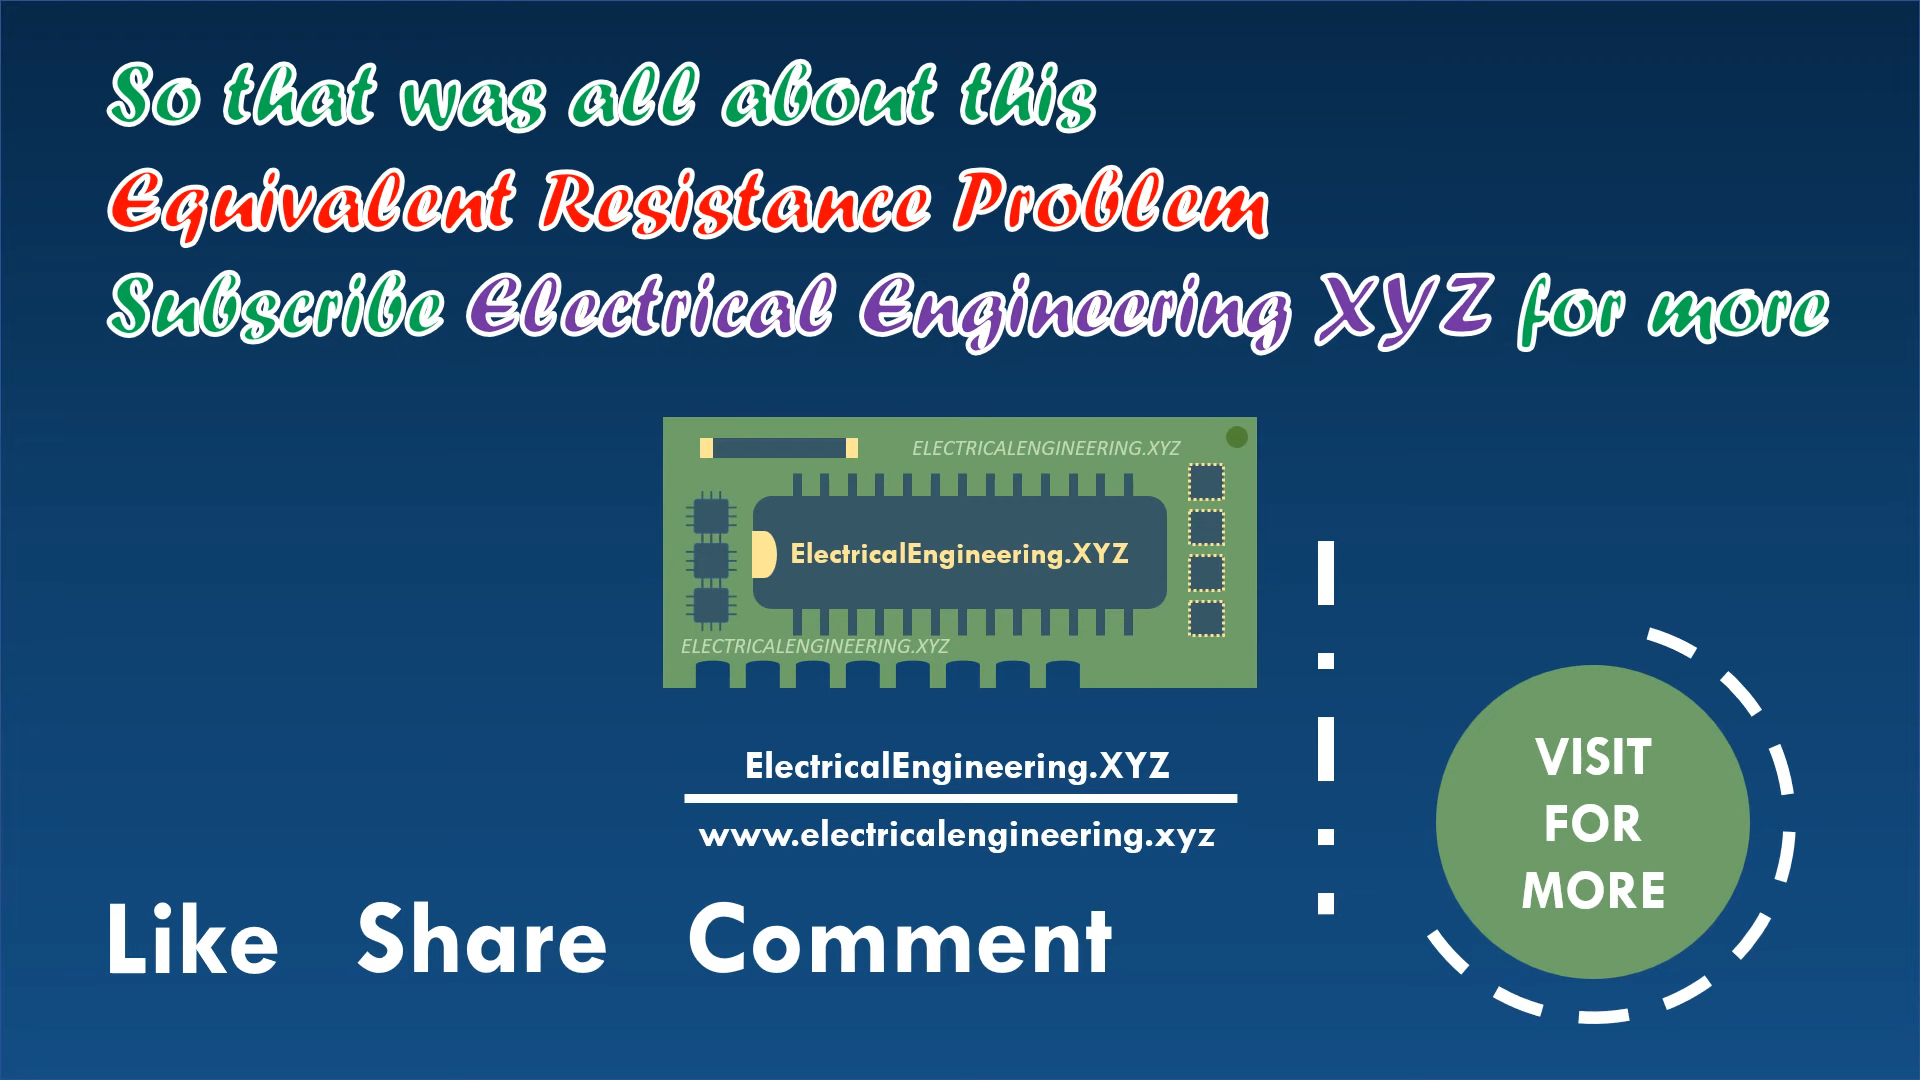 So that was all about this
Equivalent Resistance Problem
Subscribe Electrical Engineering XYZ for more
ELECTRICALENGINEERING.XYZ
ElectricalEngineering.XYZ
ELECTRICALENGINEERING.XYZ
ElectricalEngineering.XYZ
www.electricalengineering.xyz
VISIT
FOR
MORE
Like Share Comment